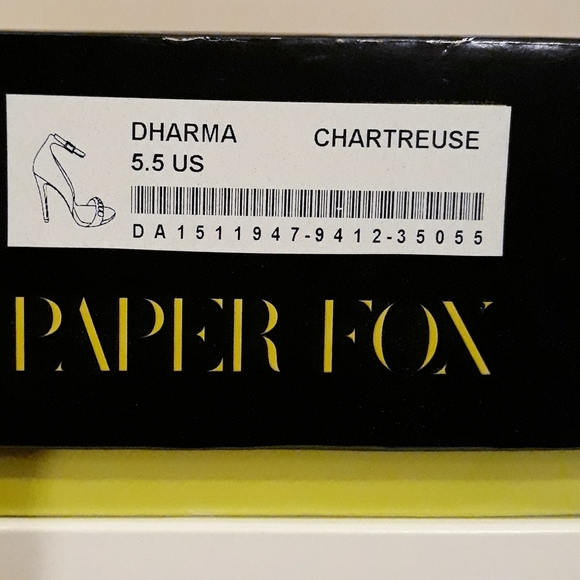 DHARMA CHARTREUSE
5.5 US
DA1511947-9412-35055
PAPER FOX